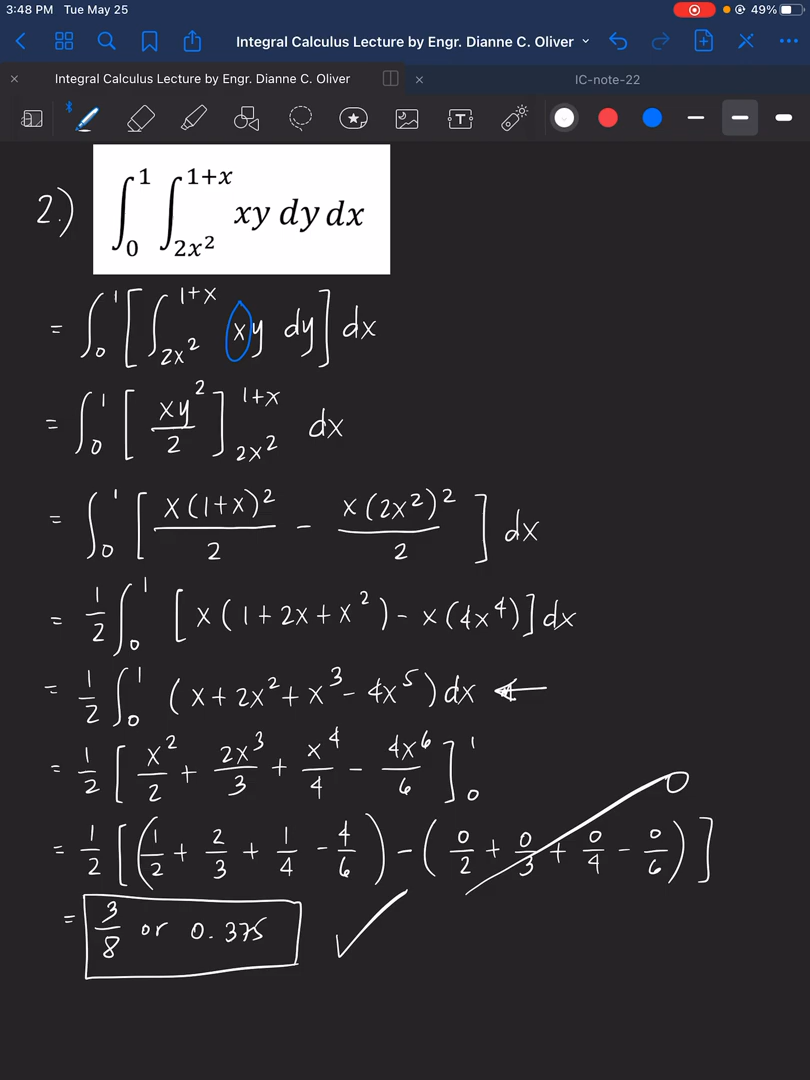 3:48 PM Tue May 25 49%
Integral Calculus Lecture by Engr. Dianne C. Oliver
Integral Calculus Lecture by Engr. Dianne C. Oliver IC-note-22
2.) ∫₀¹ ∫_{2x²}^{1+x} xy dy dx
= ∫₀¹ [ ∫_{2x²}^{1+x} xy dy ] dx
= ∫₀¹ [ xy²/2 ]_{2x²}^{1+x} dx
= ∫₀¹ [ x(1+x)²/2 − x(2x²)²/2 ] dx
= 1/2 ∫₀¹ [ x(1+2x+x²) − x(4x⁴) ] dx
= 1/2 ∫₀¹ (x+2x²+x³−4x⁵) dx ←
= 1/2 [ x²/2 + 2x³/3 + x⁴/4 − 4x⁶/6 ]₀¹
= 1/2 [ (1/2 + 2/3 + 1/4 − 4/6) − (0/2 + 0/3 + 0/4 − 0/6) ] 0
= 3/8 or 0.375 ✓